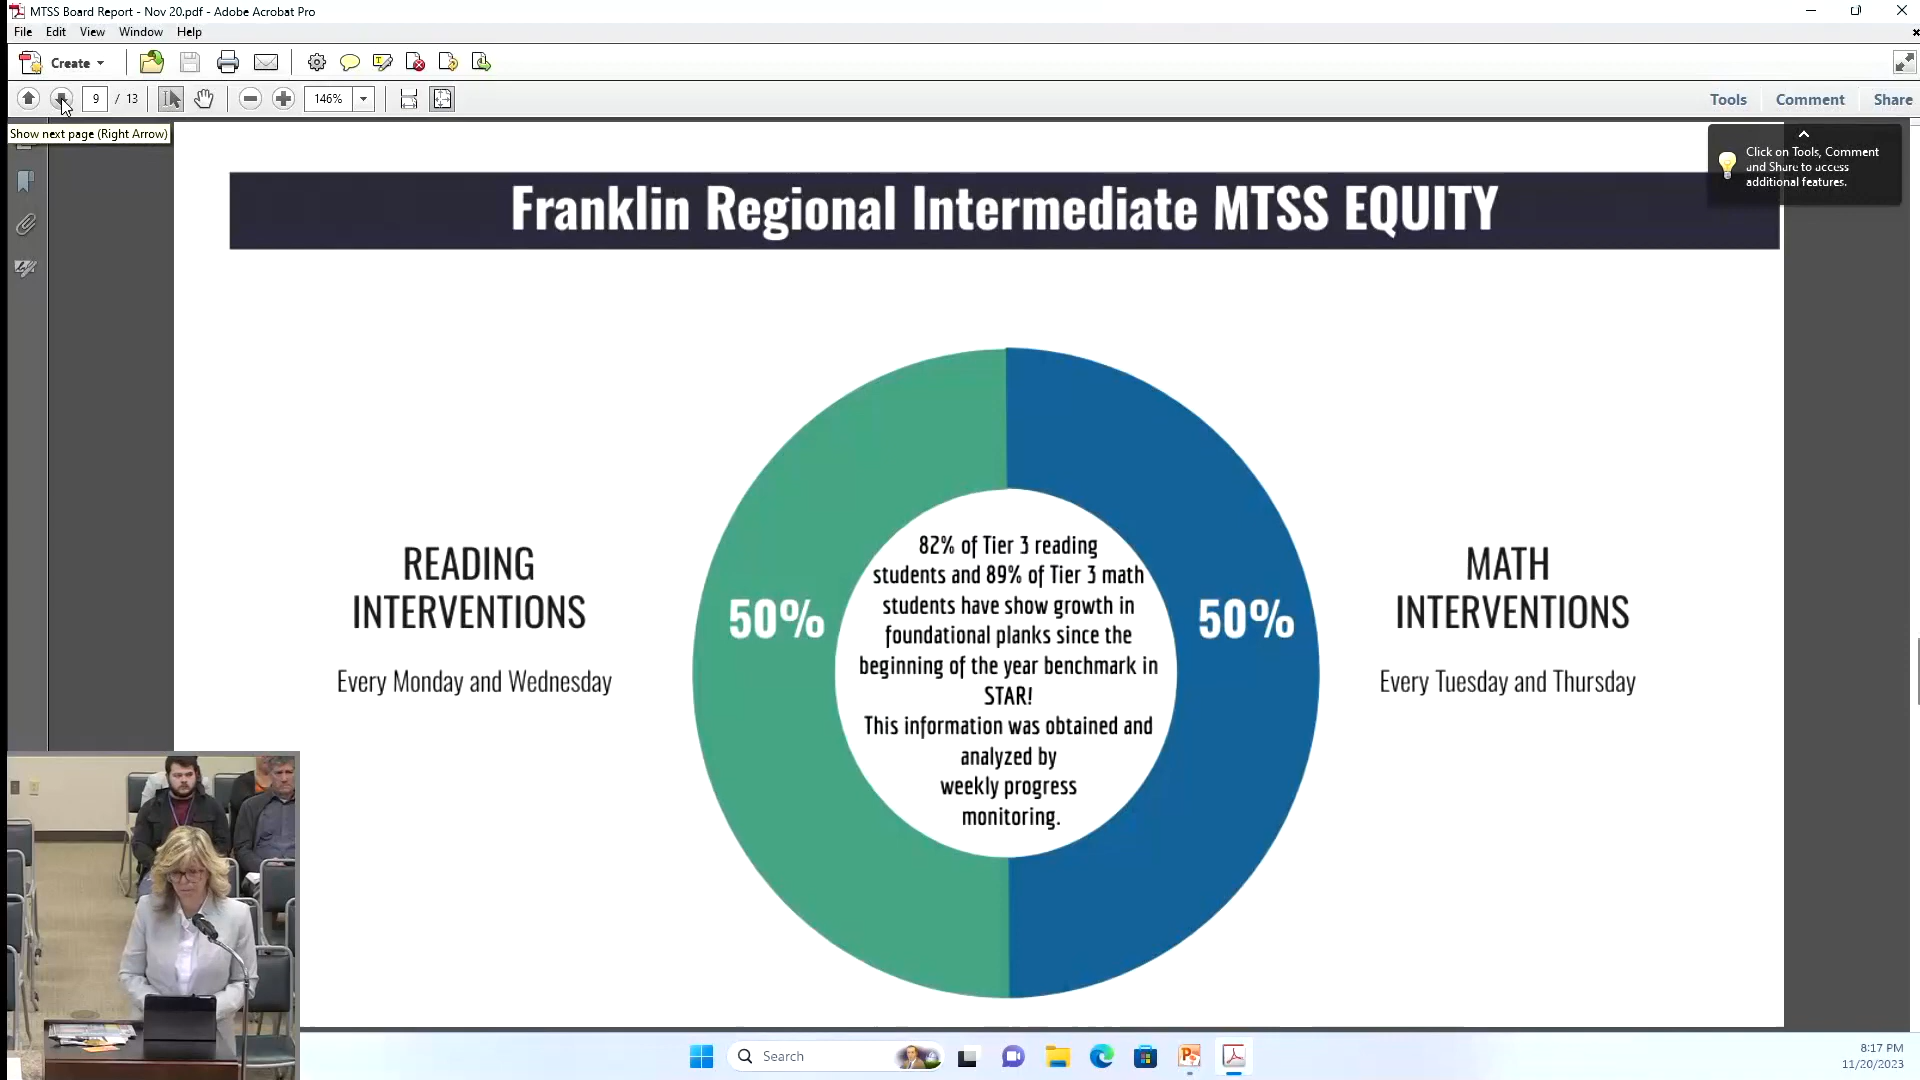 MTSS Board Report - Nov 20.pdf - Adobe Acrobat Pro
File Edit View Window Help
Create
9 / 13
146%
Tools Comment Share
Show next page (Right Arrow)
Click on Tools, Comment
and Share to access
additional features.
Franklin Regional Intermediate MTSS EQUITY
READING
INTERVENTIONS
Every Monday and Wednesday
50%
82% of Tier 3 reading
students and 89% of Tier 3 math
students have show growth in
foundational planks since the
beginning of the year benchmark in
STAR!
This information was obtained and
analyzed by
weekly progress
monitoring.
50%
MATH
INTERVENTIONS
Every Tuesday and Thursday
Search
8:17 PM
11/20/2023